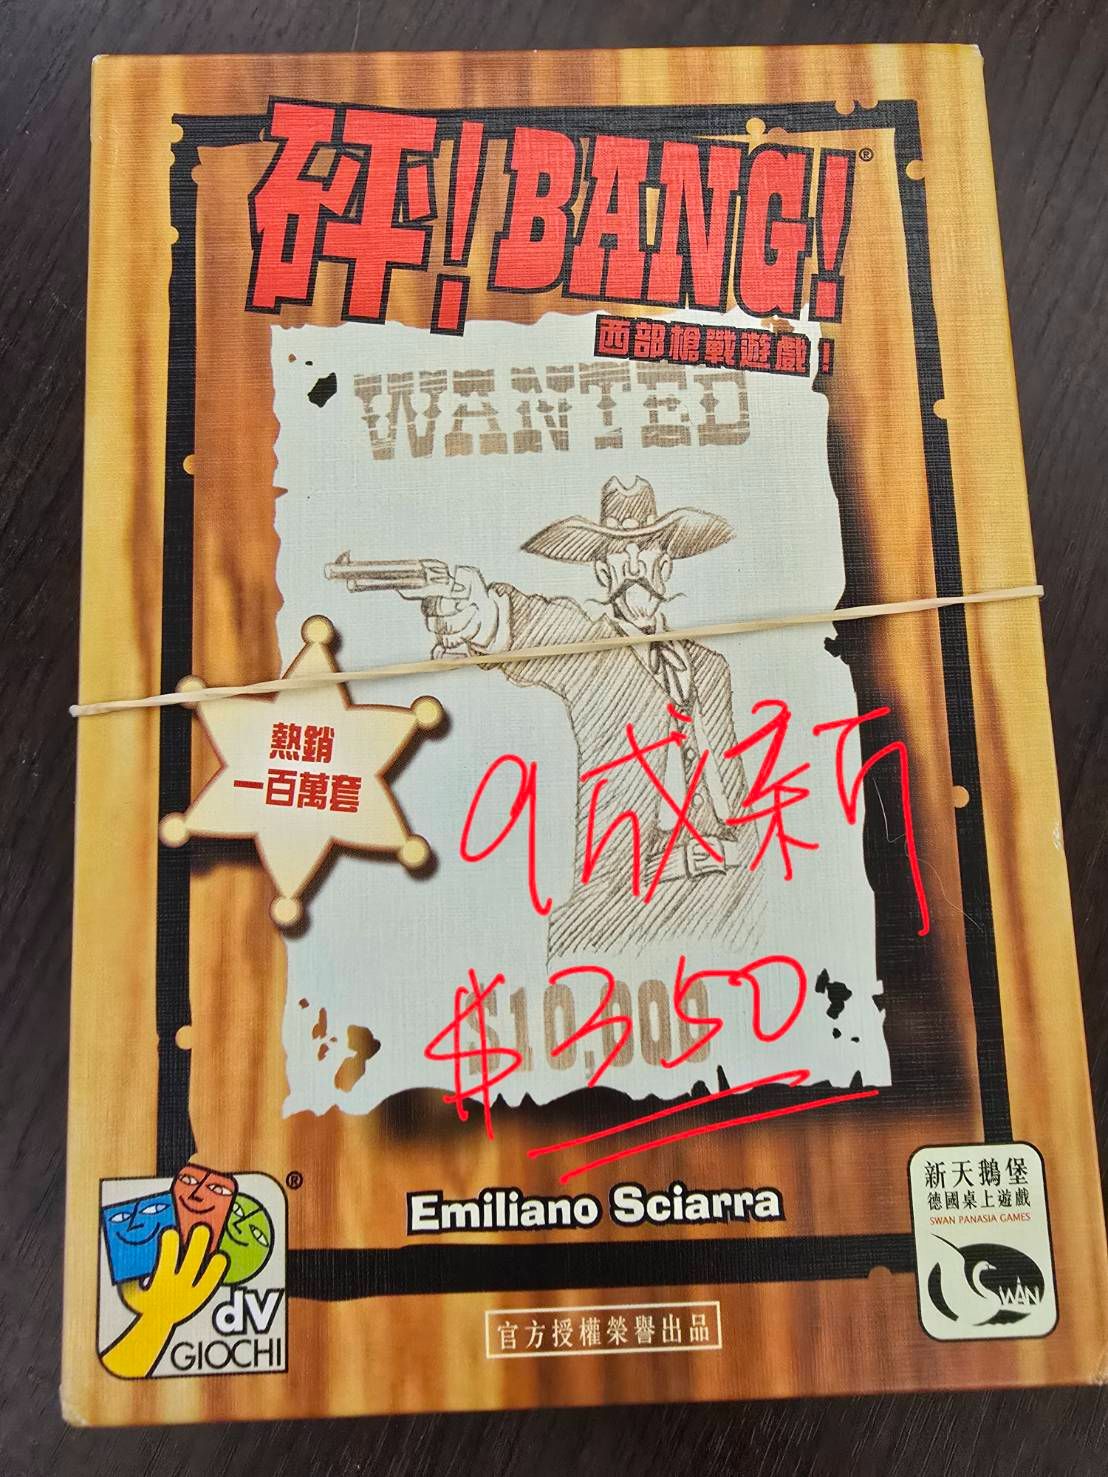 砰!BANG!®
西部槍戰遊戲!
WANTED
熱銷
一百萬套
9成新
$10,000
$350
Emiliano Sciarra
®
dV
GIOCHI
新天鵝堡
德國桌上遊戲
SWAN PANASIA GAMES
SWAN
官方授權榮譽出品